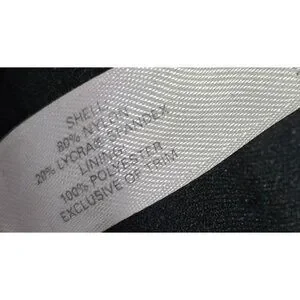 SHELL:
80% NYLON
20% LYCRA® SPANDEX
LINING:
100% POLYESTER
EXCLUSIVE OF TRIM